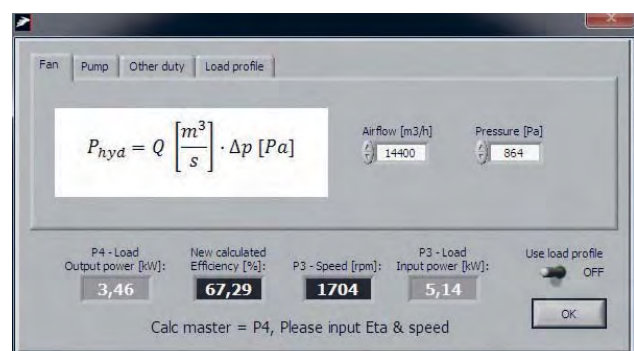 Fan Pump Other duty Load profile
P_hyd = Q [m³/s] · Δp [Pa]
Airflow [m3/h] Pressure [Pa]
14400 864
P4 - Load Output power [kW]: New calculated Efficiency [%]: P3 - Speed [rpm]: P3 - Load Input power [kW]: Use load profile
3,46 67,29 1704 5,14 OFF
OK
Calc master = P4, Please input Eta & speed